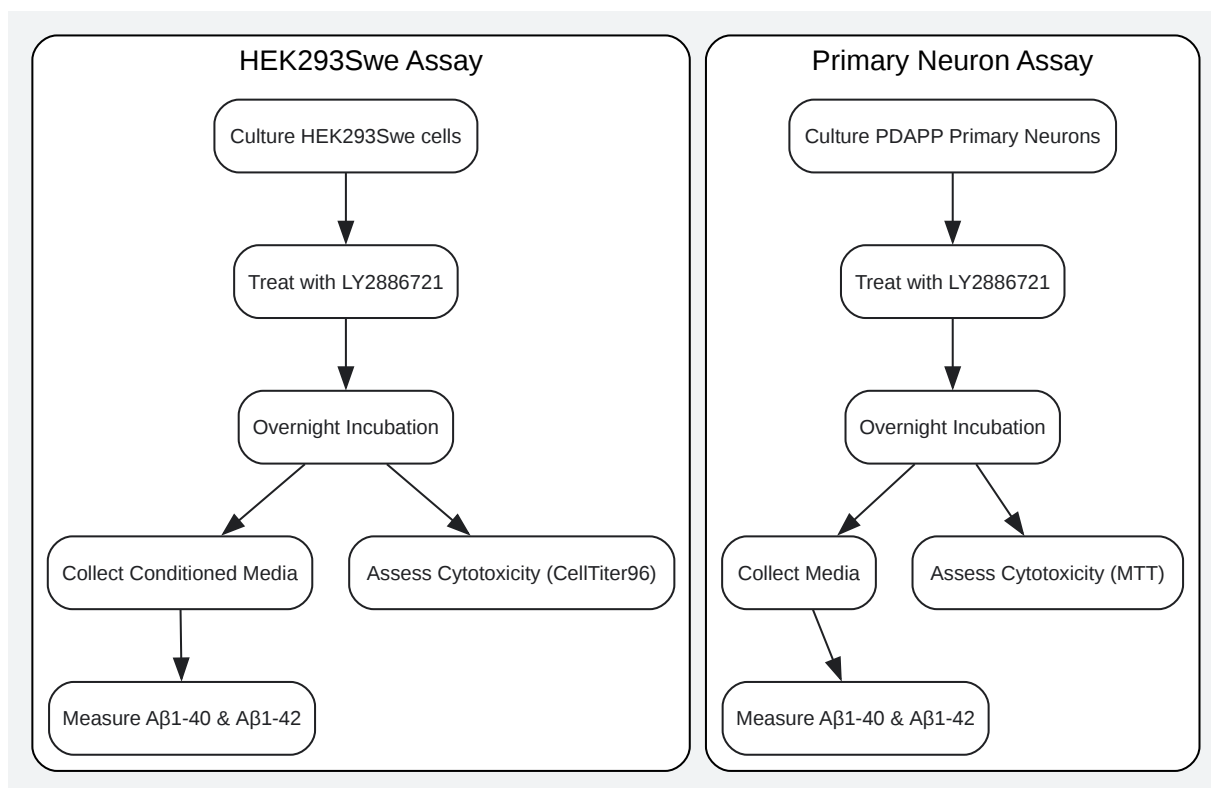 HEK293Swe Assay
Culture HEK293Swe cells
Treat with LY2886721
Overnight Incubation
Collect Conditioned Media
Assess Cytotoxicity (CellTiter96)
Measure Aβ1-40 & Aβ1-42
Primary Neuron Assay
Culture PDAPP Primary Neurons
Treat with LY2886721
Overnight Incubation
Collect Media
Assess Cytotoxicity (MTT)
Measure Aβ1-40 & Aβ1-42